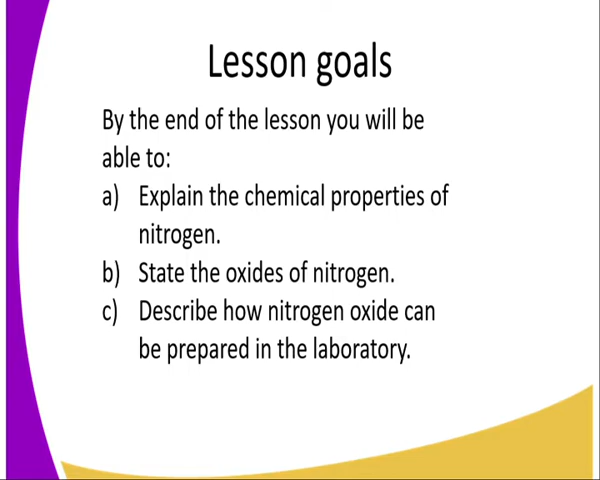 Lesson goals
By the end of the lesson you will be
able to:
a) Explain the chemical properties of
nitrogen.
b) State the oxides of nitrogen.
c) Describe how nitrogen oxide can
be prepared in the laboratory.